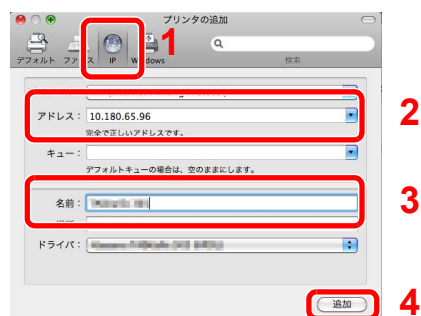 プリンタの追加
1
デフォルト
IP
Windows
検索
2
アドレス： 10.180.65.96
完全で正しいアドレスです。
キュー：
デフォルトキューの場合は、空のままにします。
3
名前：
ドライバ：
追加
4